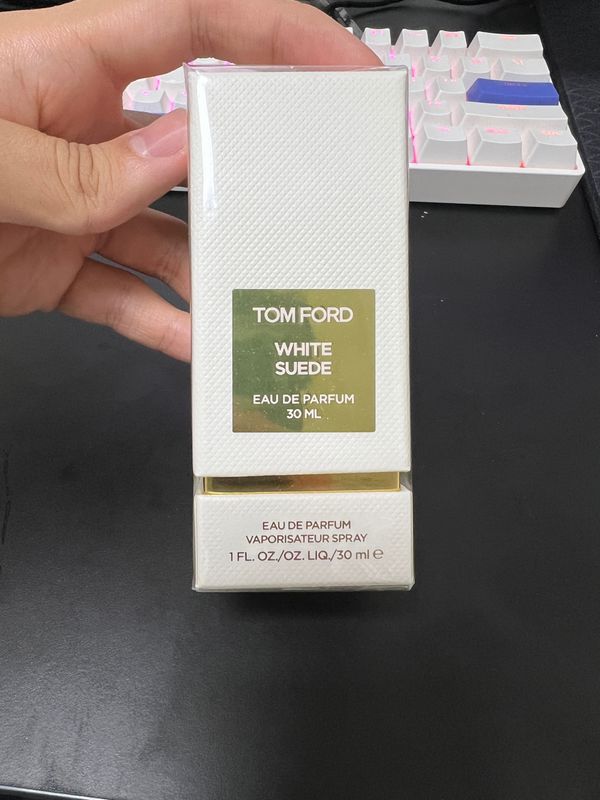 TOM FORD
WHITE
SUEDE
EAU DE PARFUM
30 ML
EAU DE PARFUM
VAPORISATEUR SPRAY
1 FL. OZ./OZ. LIQ./30 ml ℮